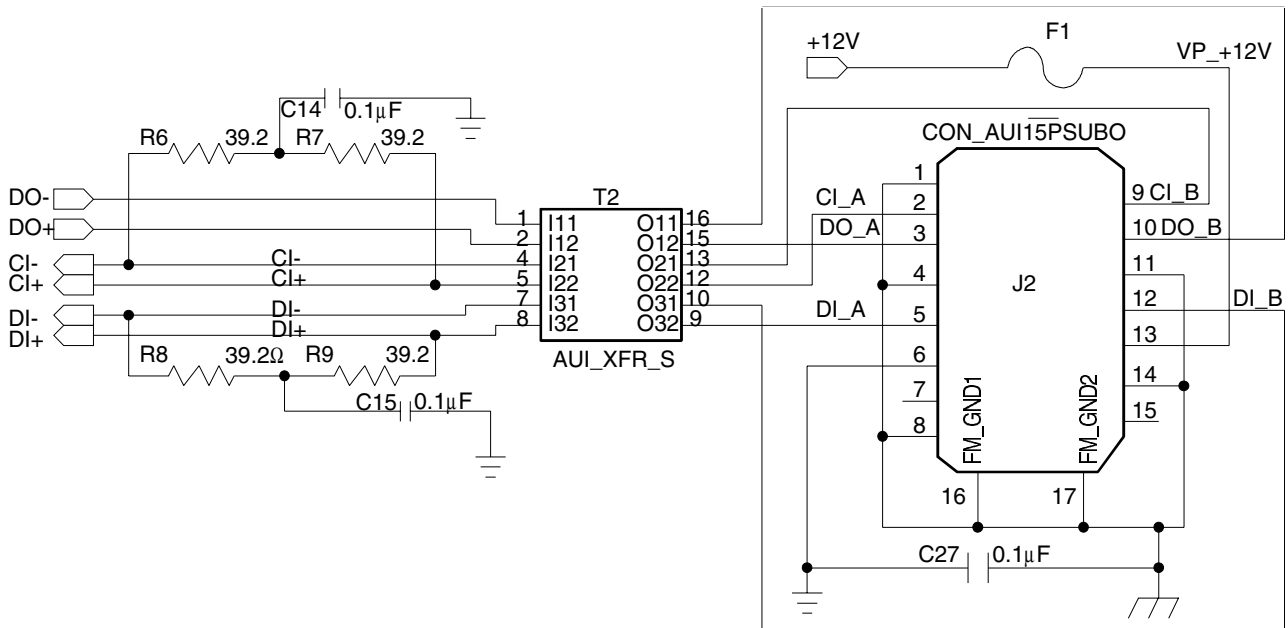 +12V
F1
VP_+12V
C14
0.1µF
R6
39.2
R7
39.2
CON_AUI15PSUBO
DO-
DO+
CI-
CI+
DI-
DI+
CI-
CI+
DI-
DI+
T2
1 I11 O11 16
2 I12 O12 15
4 I21 O21 13
5 I22 O22 12
7 I31 O31 10
8 I32 O32 9
AUI_XFR_S
CI_A
DO_A
DI_A
1
2
3
4
5
6
7
8
J2
9 CI_B
10 DO_B
11
12 DI_B
13
14
15
FM_GND1
FM_GND2
16
17
R8
39.2Ω
R9
39.2
C15
0.1µF
C27
0.1µF